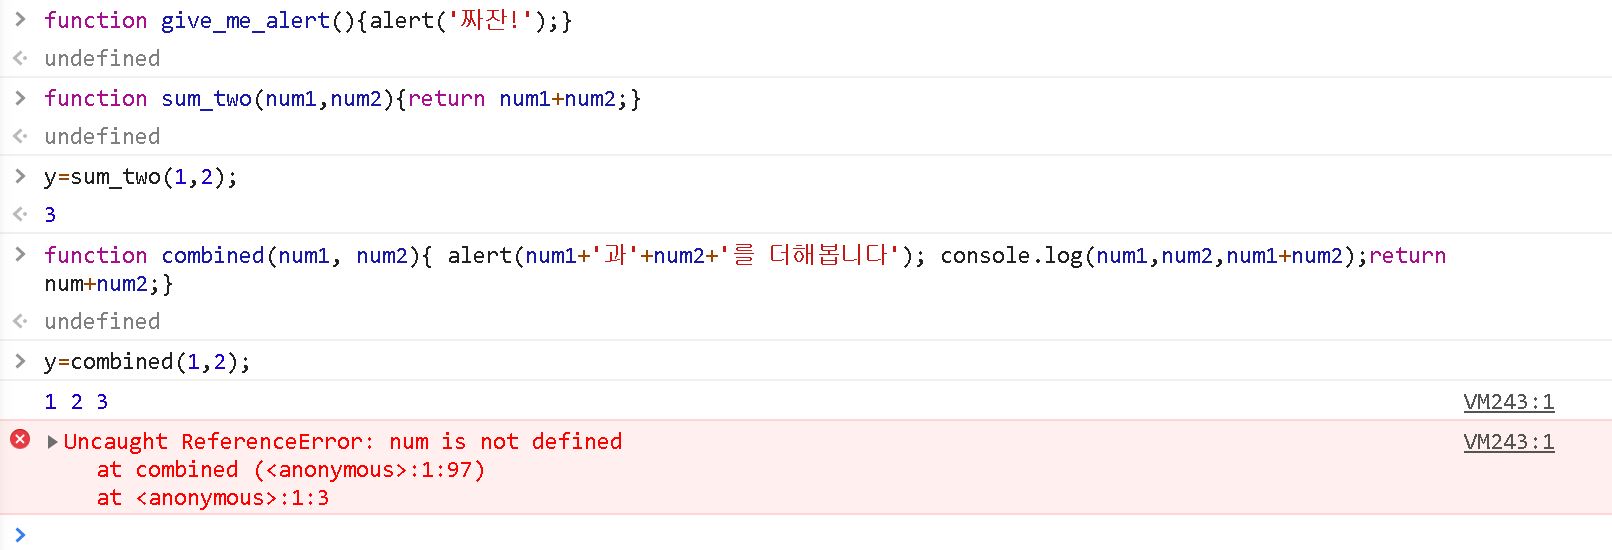 function give_me_alert(){alert('짜잔!');}
undefined
function sum_two(num1,num2){return num1+num2;}
undefined
y=sum_two(1,2);
3
function combined(num1, num2){ alert(num1+'과'+num2+'를 더해봅니다'); console.log(num1,num2,num1+num2);return
num+num2;}
undefined
y=combined(1,2);
1 2 3 VM243:1
Uncaught ReferenceError: num is not defined VM243:1
at combined (<anonymous>:1:97)
at <anonymous>:1:3